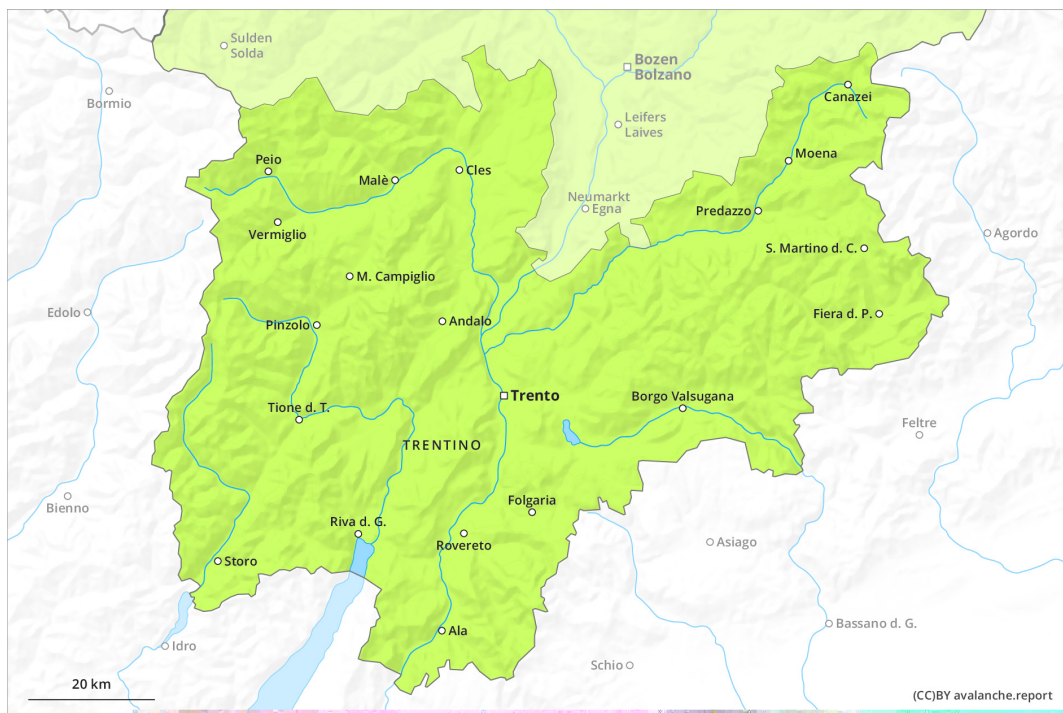 Sulden
Solda
Bozen
Bolzano
Bormio
Canazei
Leifers
Laives
Moena
Peio
Malè
Cles
Neumarkt
Egna
Predazzo
Vermiglio
Agordo
S. Martino d. C.
M. Campiglio
Edolo
Fiera d. P.
Pinzolo
Andalo
Trento
Borgo Valsugana
Tione d. T.
Feltre
TRENTINO
Bienno
Folgaria
Riva d. G.
Rovereto
Asiago
Storo
Bassano d. G.
Ala
Idro
Schio
20 km
(CC)BY avalanche.report